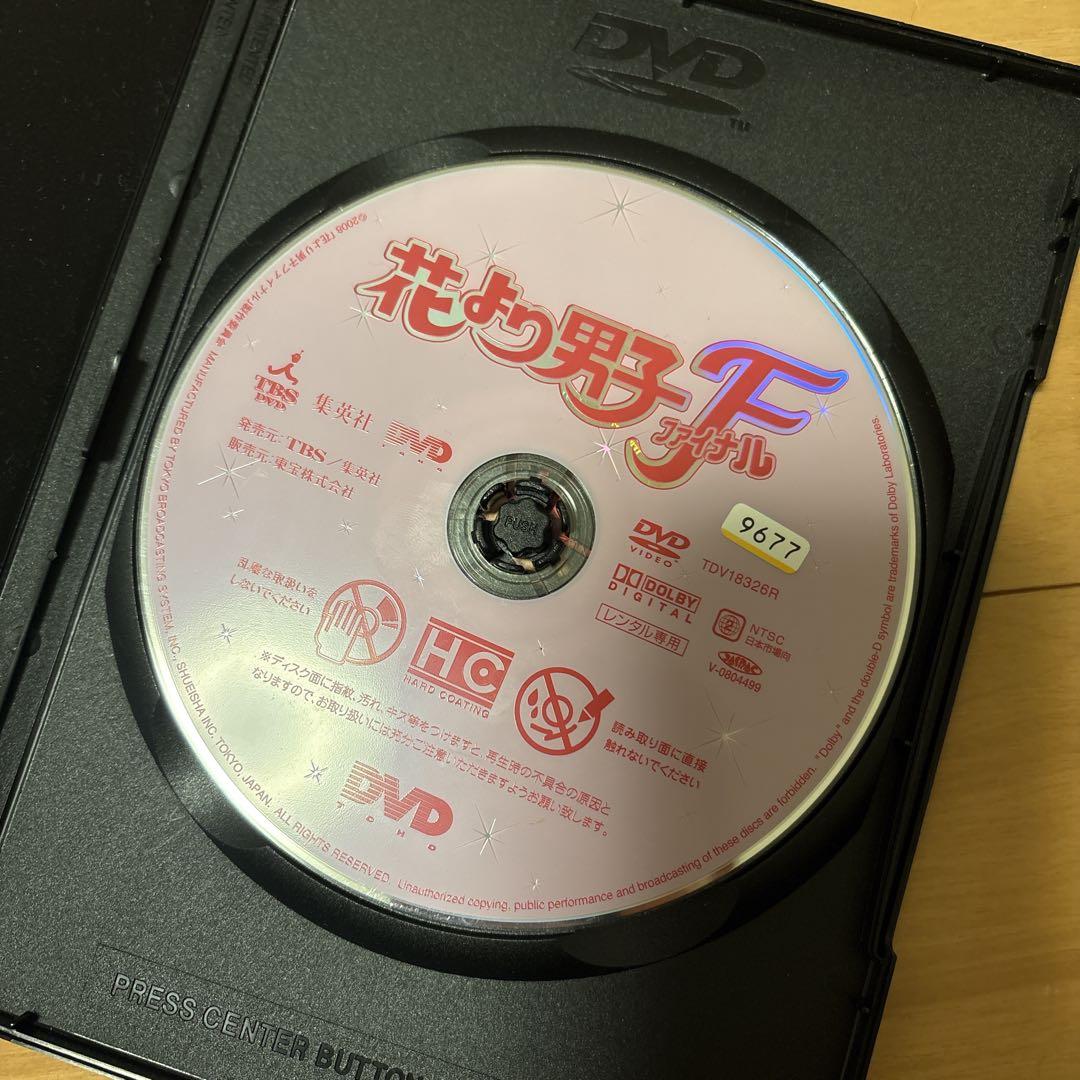 DVD
TM
花より男子F
ファイナル
©2008「花より男子ファイナル」製作委員会 MANUFACTURED BY TOKYO BROADCASTING SYSTEM, INC., SHUEISHA INC. TOKYO, JAPAN. ALL RIGHTS RESERVED. Unauthorized copying, public performance and broadcasting of these discs are forbidden. "Dolby" and the double-D symbol are trademarks of Dolby Laboratories.
TBS
DVD
集英社
DVD
発売元:TBS/集英社
販売元:東宝株式会社
PUSH
DVD
VIDEO
9677
TDV18326R
DOLBY
DIGITAL
レンタル専用
2
NTSC
日本市場向
V-0804499
乱暴な取扱いを
しないでください
HC
HARD COATING
読み取り面に直接
触れないでください
※ディスク面に指紋、汚れ、キズ等をつけますと、再生時の不具合の原因と
なりますので、お取り扱いには充分ご注意いただきますようお願い致します。
DVD
TOHO
PRESS CENTER BUTTON